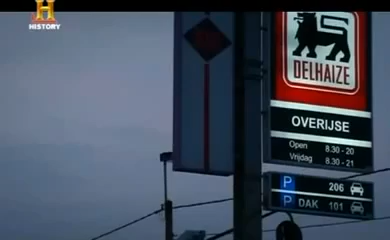 H
HISTORY
DELHAIZE
OVERIJSE
Open 8.30 - 20
Vrijdag 8.30 - 21
P 206
P DAK 101